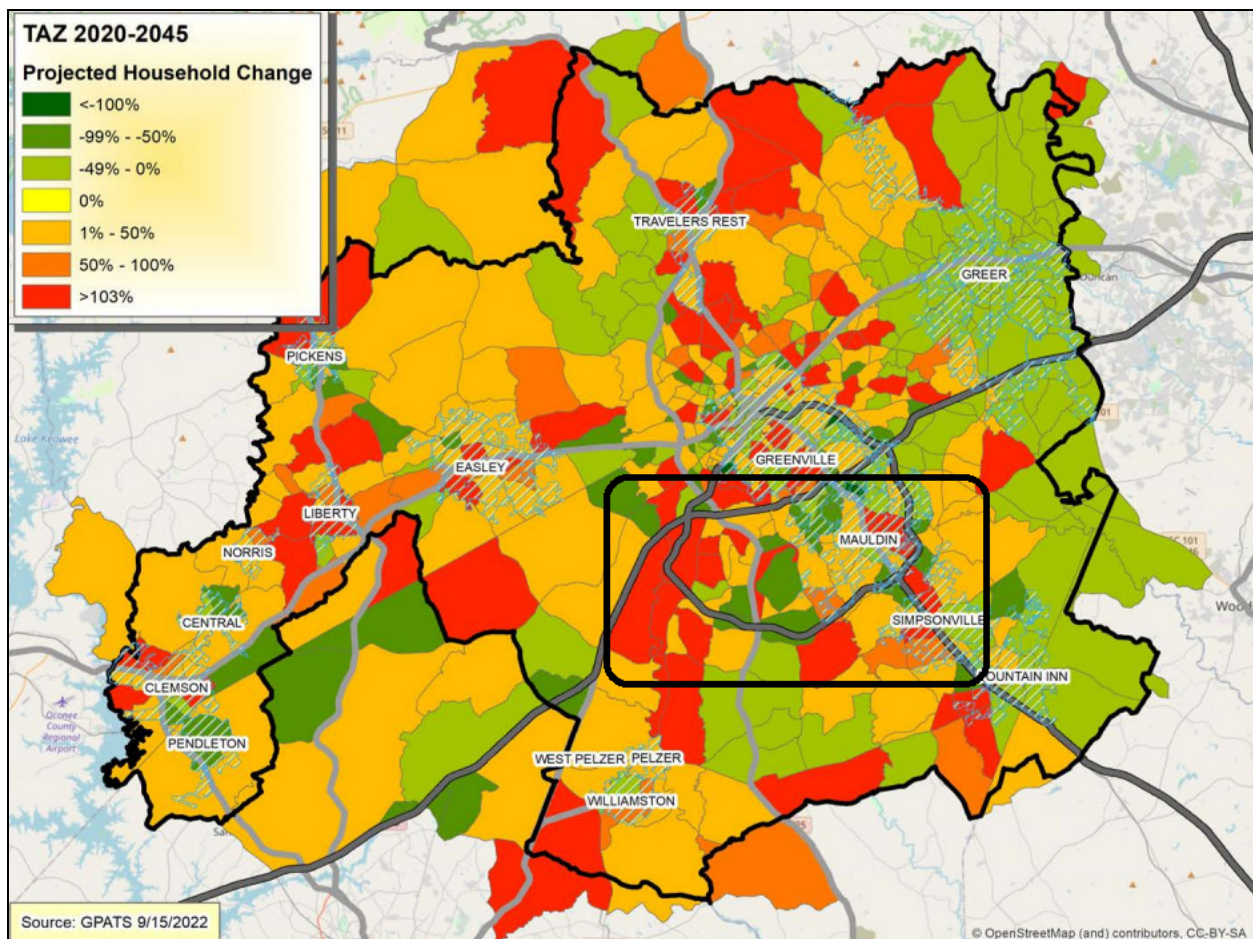 TAZ 2020-2045
Projected Household Change
<-100%
-99% - -50%
-49% - 0%
0%
1% - 50%
50% - 100%
>103%
TRAVELERS REST
GREER
Duncan
PICKENS
Lake Keowee
EASLEY
GREENVILLE
LIBERTY
MAULDIN
NORRIS
CENTRAL
SIMPSONVILLE
CLEMSON
OUNTAIN INN
Oconee
County
Regional
Airport
PENDLETON
WEST PELZER
PELZER
WILLIAMSTON
Source: GPATS 9/15/2022
© OpenStreetMap (and) contributors, CC-BY-SA